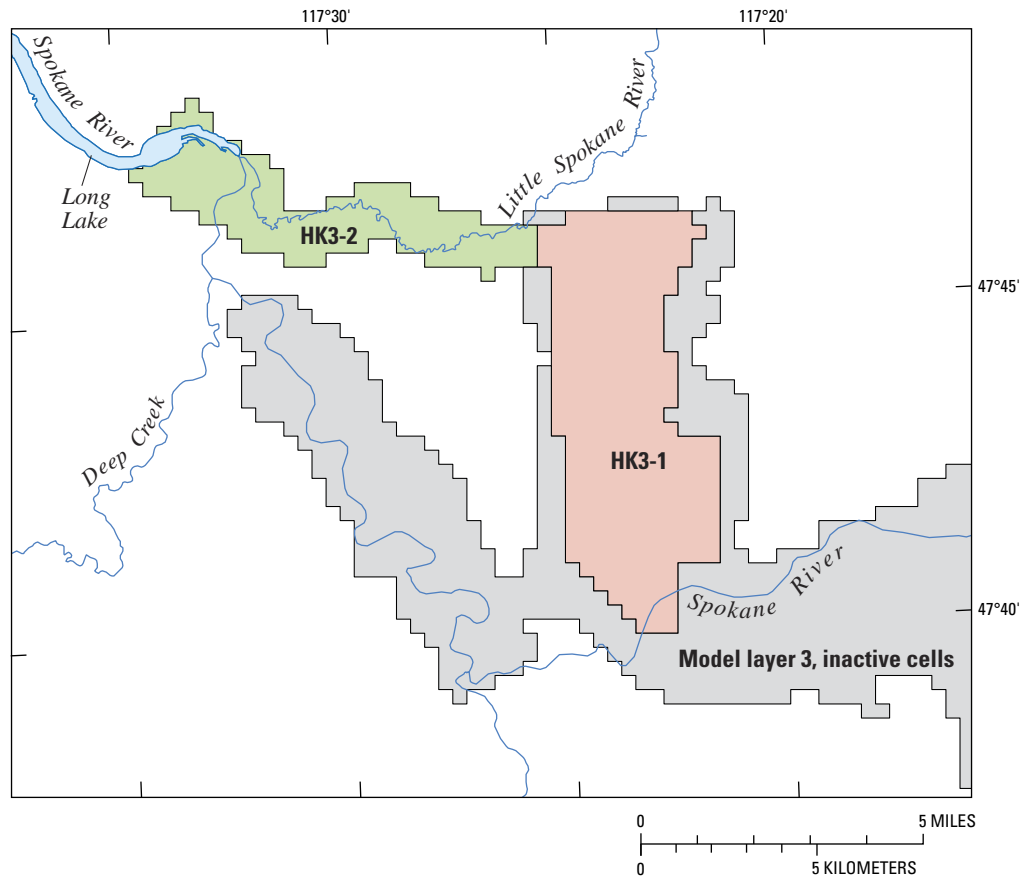 117°30' 117°20'
Spokane River
Long
Lake
Little Spokane River
HK3-2
47°45'
Deep Creek
HK3-1
Spokane River
47°40'
Model layer 3, inactive cells
0 5 MILES
0 5 KILOMETERS